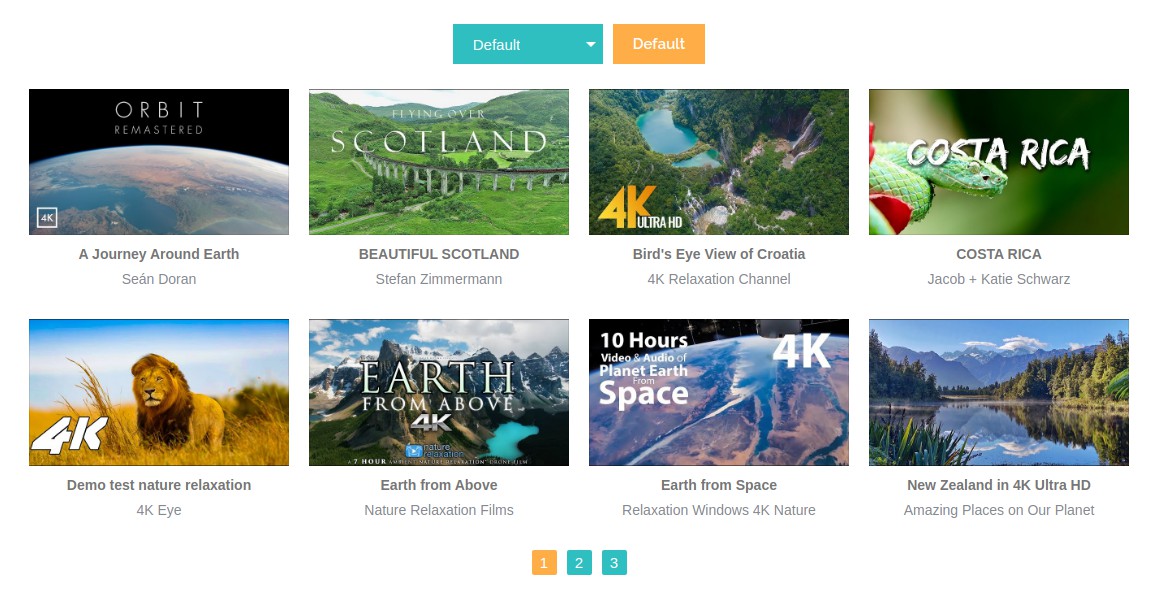 Default Default
ORBIT
REMASTERED
4K
FLYING OVER
SCOTLAND
4K
ULTRA HD
COSTA RICA
A Journey Around Earth
BEAUTIFUL SCOTLAND
Bird's Eye View of Croatia
COSTA RICA
Seán Doran
Stefan Zimmermann
4K Relaxation Channel
Jacob + Katie Schwarz
4K
EARTH
FROM ABOVE
4K
nature
relaxation
A 7 HOUR AMBIENT NATURE RELAXATION™ DRONE FILM
10 Hours
Video & Audio of
Planet Earth
From
Space
4K
Demo test nature relaxation
Earth from Above
Earth from Space
New Zealand in 4K Ultra HD
4K Eye
Nature Relaxation Films
Relaxation Windows 4K Nature
Amazing Places on Our Planet
1 2 3